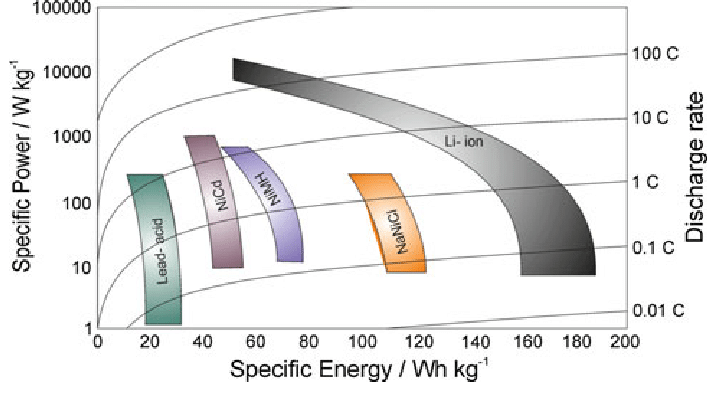 Specific Power / W kg⁻¹
100000
10000
1000
100
10
1
0
20
40
60
80
100
120
140
160
180
200
Specific Energy / Wh kg⁻¹
100 C
10 C
1 C
0.1 C
0.01 C
Discharge rate
Lead- acid
NiCd
NiMH
NaNiCl
Li- ion